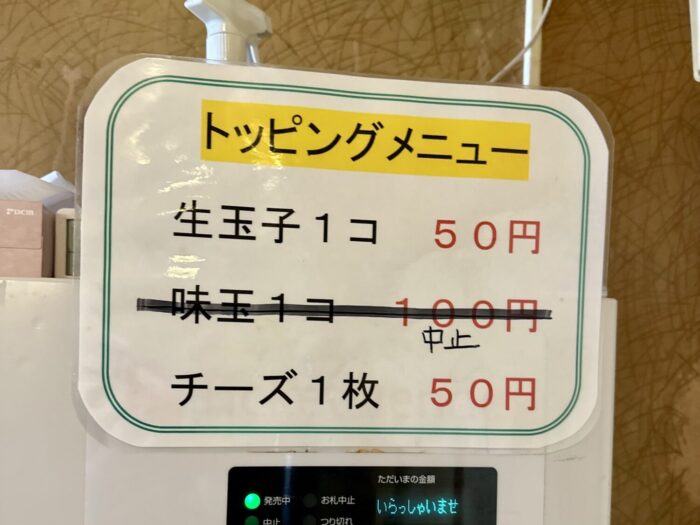 トッピングメニュー
生玉子1コ 50円
味玉1コ 100円
中止
チーズ1枚 50円
DCM
ただいまの金額
発売中 お札中止 いらっしゃいませ
中止 つり切れ